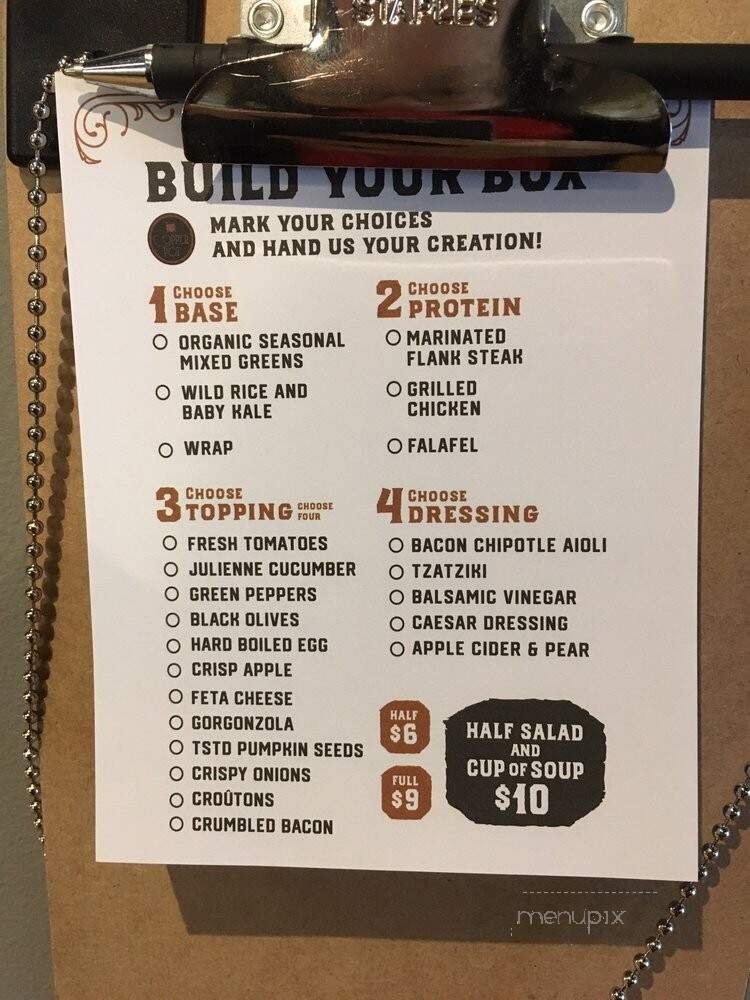 STAPLES
BUILD YOUR BOX
MARK YOUR CHOICES
AND HAND US YOUR CREATION!
1 CHOOSE
BASE
ORGANIC SEASONAL
MIXED GREENS
WILD RICE AND
BABY KALE
WRAP
2 CHOOSE
PROTEIN
MARINATED
FLANK STEAK
GRILLED
CHICKEN
FALAFEL
3 CHOOSE
TOPPING CHOOSE
FOUR
FRESH TOMATOES
JULIENNE CUCUMBER
GREEN PEPPERS
BLACK OLIVES
HARD BOILED EGG
CRISP APPLE
FETA CHEESE
GORGONZOLA
TSTD PUMPKIN SEEDS
CRISPY ONIONS
CROÛTONS
CRUMBLED BACON
4 CHOOSE
DRESSING
BACON CHIPOTLE AIOLI
TZATZIKI
BALSAMIC VINEGAR
CAESAR DRESSING
APPLE CIDER & PEAR
HALF
$6
FULL
$9
HALF SALAD
AND
CUP OF SOUP
$10
menupix